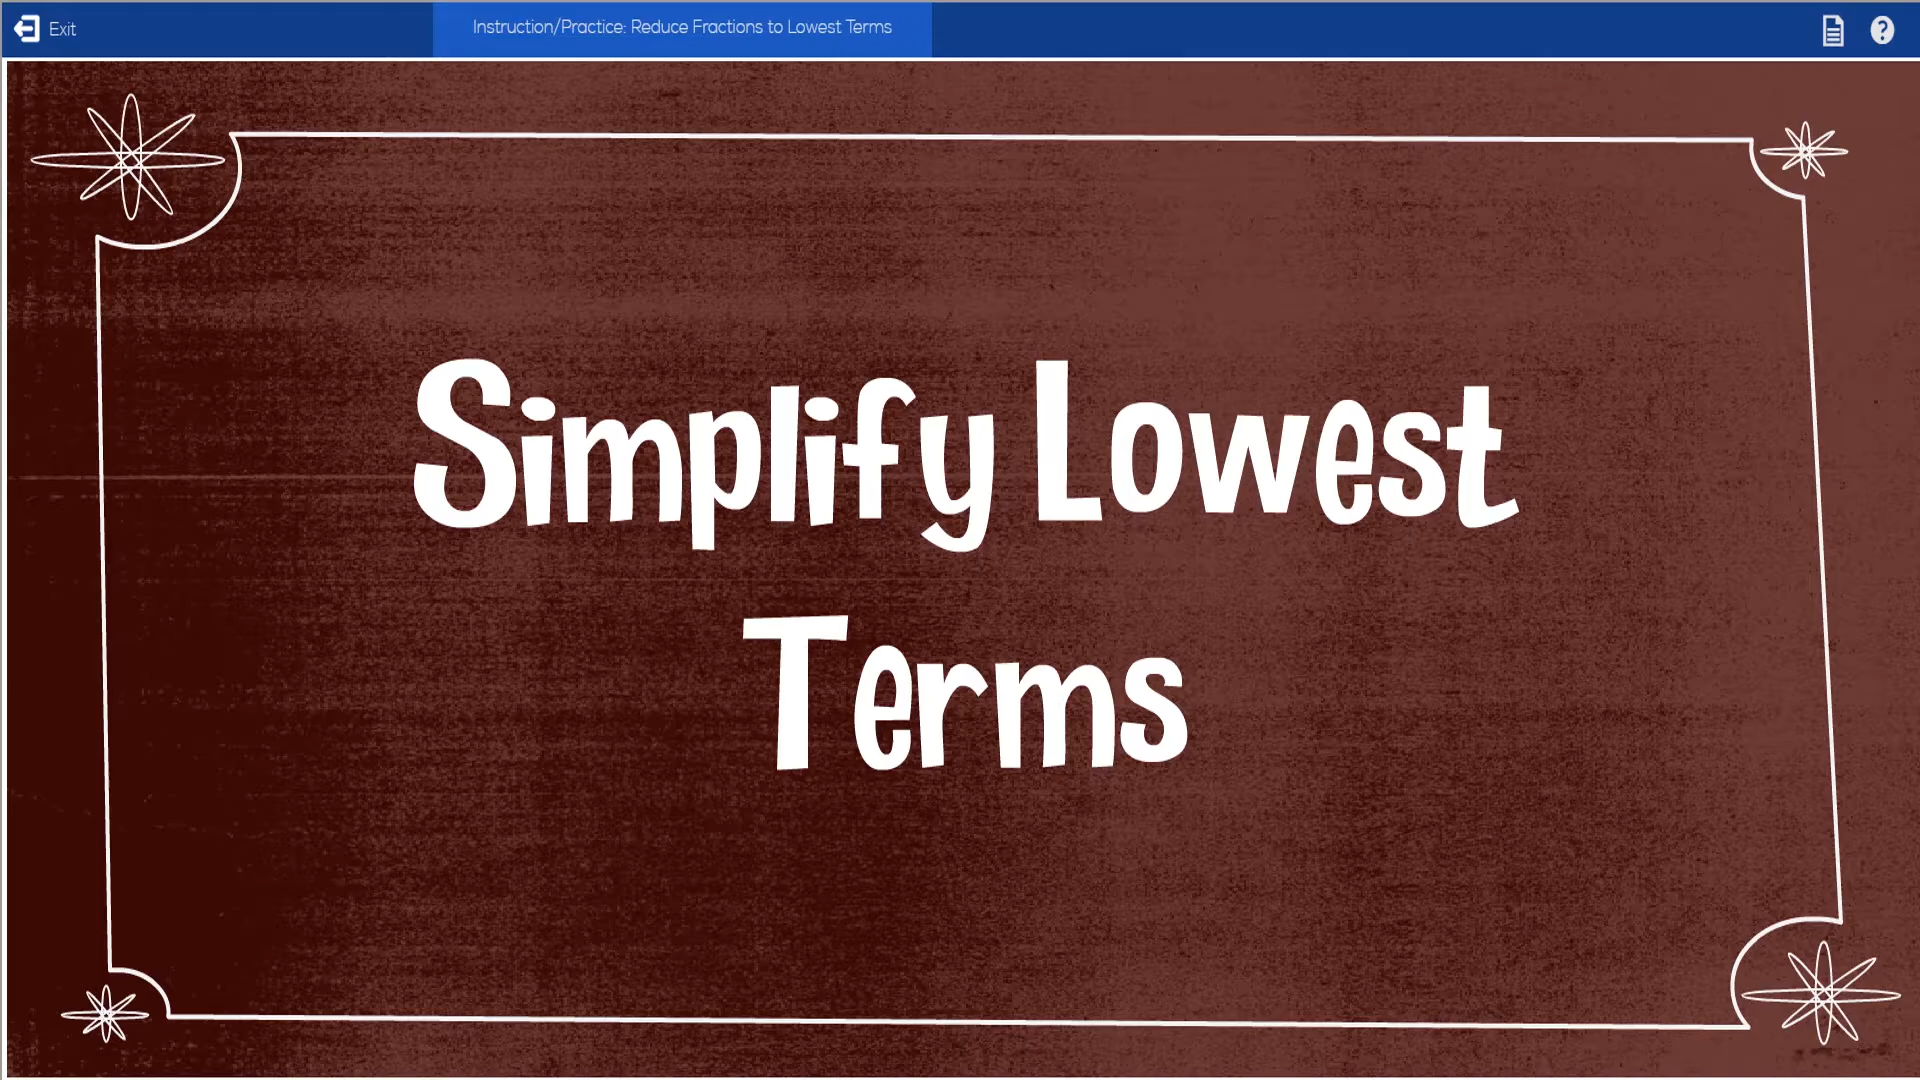 Exit
Instruction/Practice: Reduce Fractions to Lowest Terms
?
Simplify Lowest
Terms